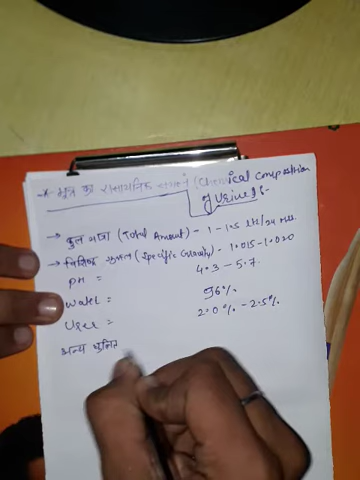 * मूत्र का रासायनिक (Chemical Composition
of Urine) :-
→ कुल मात्रा (Total Amount) = 1-1.5 ltr/24 hrs.
→ विशिष्ट गुरूत्व (Specific Gravity) = 1.015-1.020
PH = 4.3-5.7.
Water = 96%
Urea = 2.0% - 2.5%
अन्य